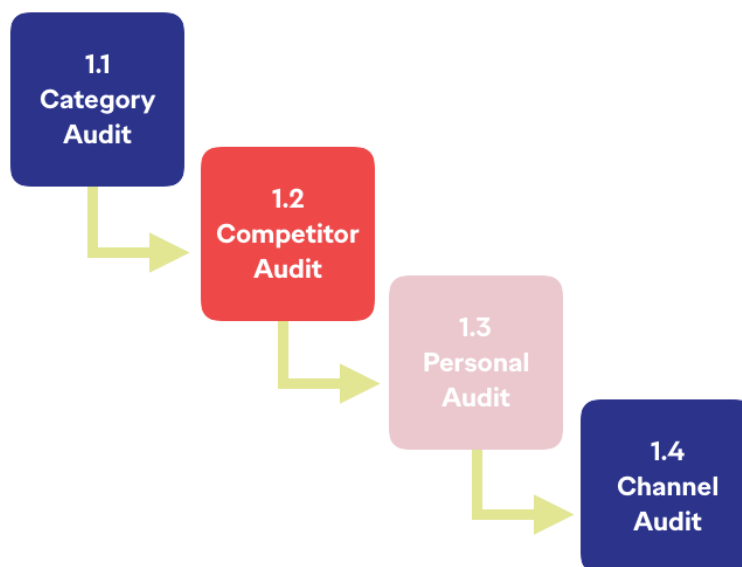 1.1
Category
Audit
1.2
Competitor
Audit
1.3
Personal
Audit
1.4
Channel
Audit